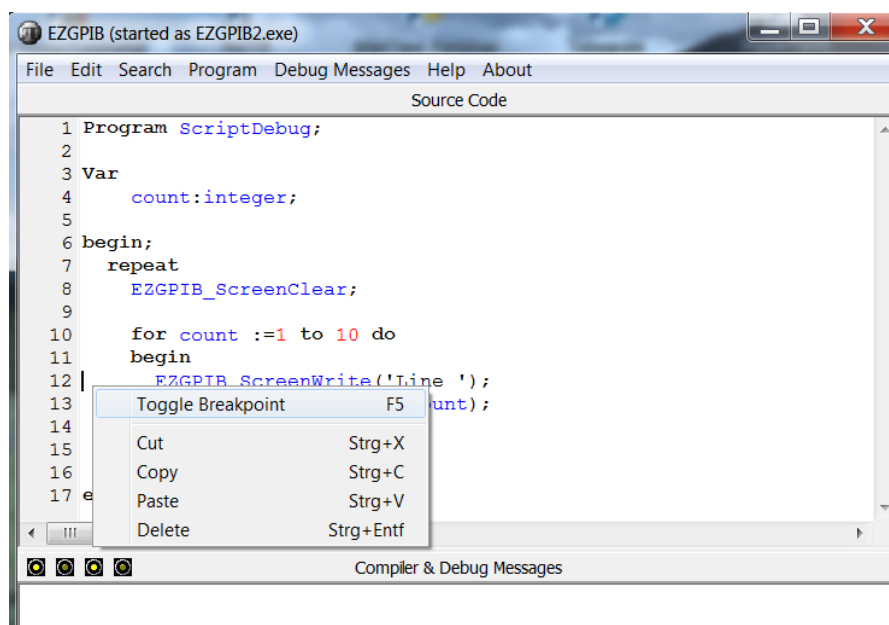 EZGPIB (started as EZGPIB2.exe)
File Edit Search Program Debug Messages Help About
Source Code
1 Program ScriptDebug;
2
3 Var
4 count:integer;
5
6 begin;
7 repeat
8 EZGPIB_ScreenClear;
9
10 for count :=1 to 10 do
11 begin
12 EZGPIB_ScreenWrite('Line ');
13 unt);
Toggle Breakpoint F5
14
Cut Strg+X
15
16
Copy Strg+C
17 e
Paste Strg+V
Delete Strg+Entf
Compiler & Debug Messages